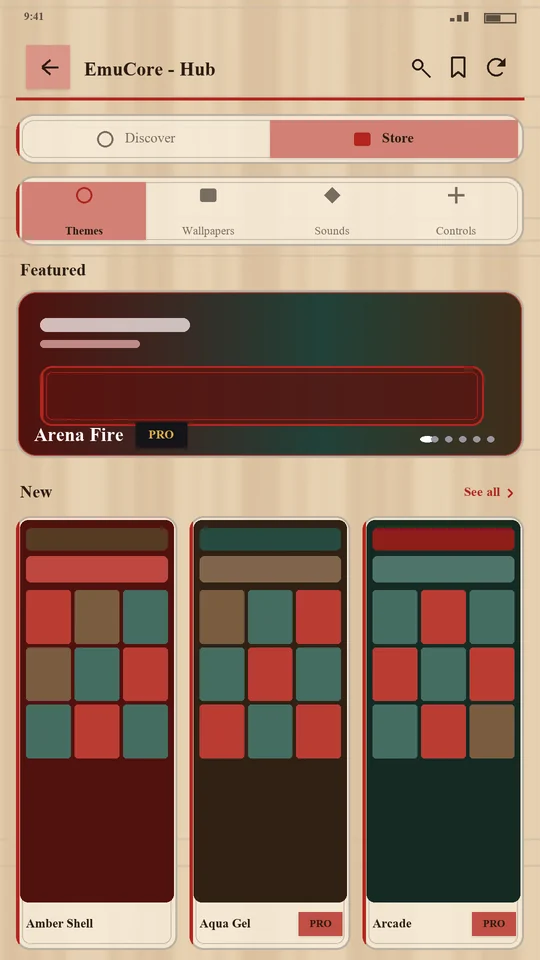 9:41
EmuCore - Hub
Discover
Store
Themes
Wallpapers
Sounds
Controls
Featured
Arena Fire
PRO
New
See all
Amber Shell
Aqua Gel
PRO
Arcade
PRO